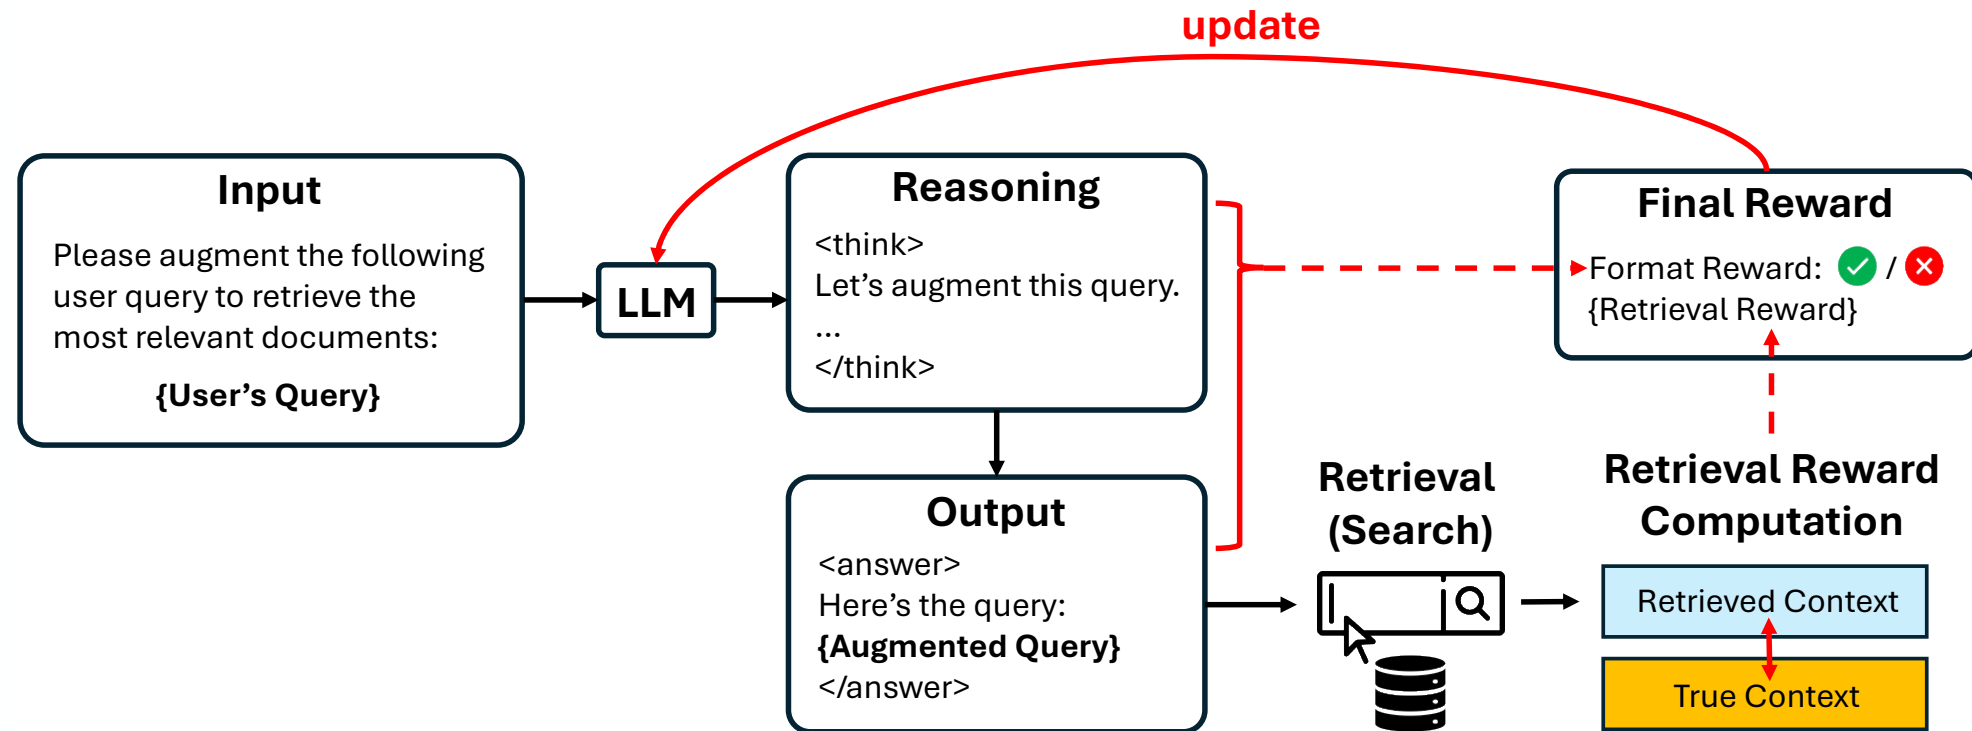 update
Input
Please augment the following
user query to retrieve the
most relevant documents:
{User’s Query}
LLM
Reasoning
<think>
Let’s augment this query.
...
</think>
Output
<answer>
Here’s the query:
{Augmented Query}
</answer>
Retrieval
(Search)
Final Reward
Format Reward: /
{Retrieval Reward}
Retrieval Reward
Computation
Retrieved Context
True Context